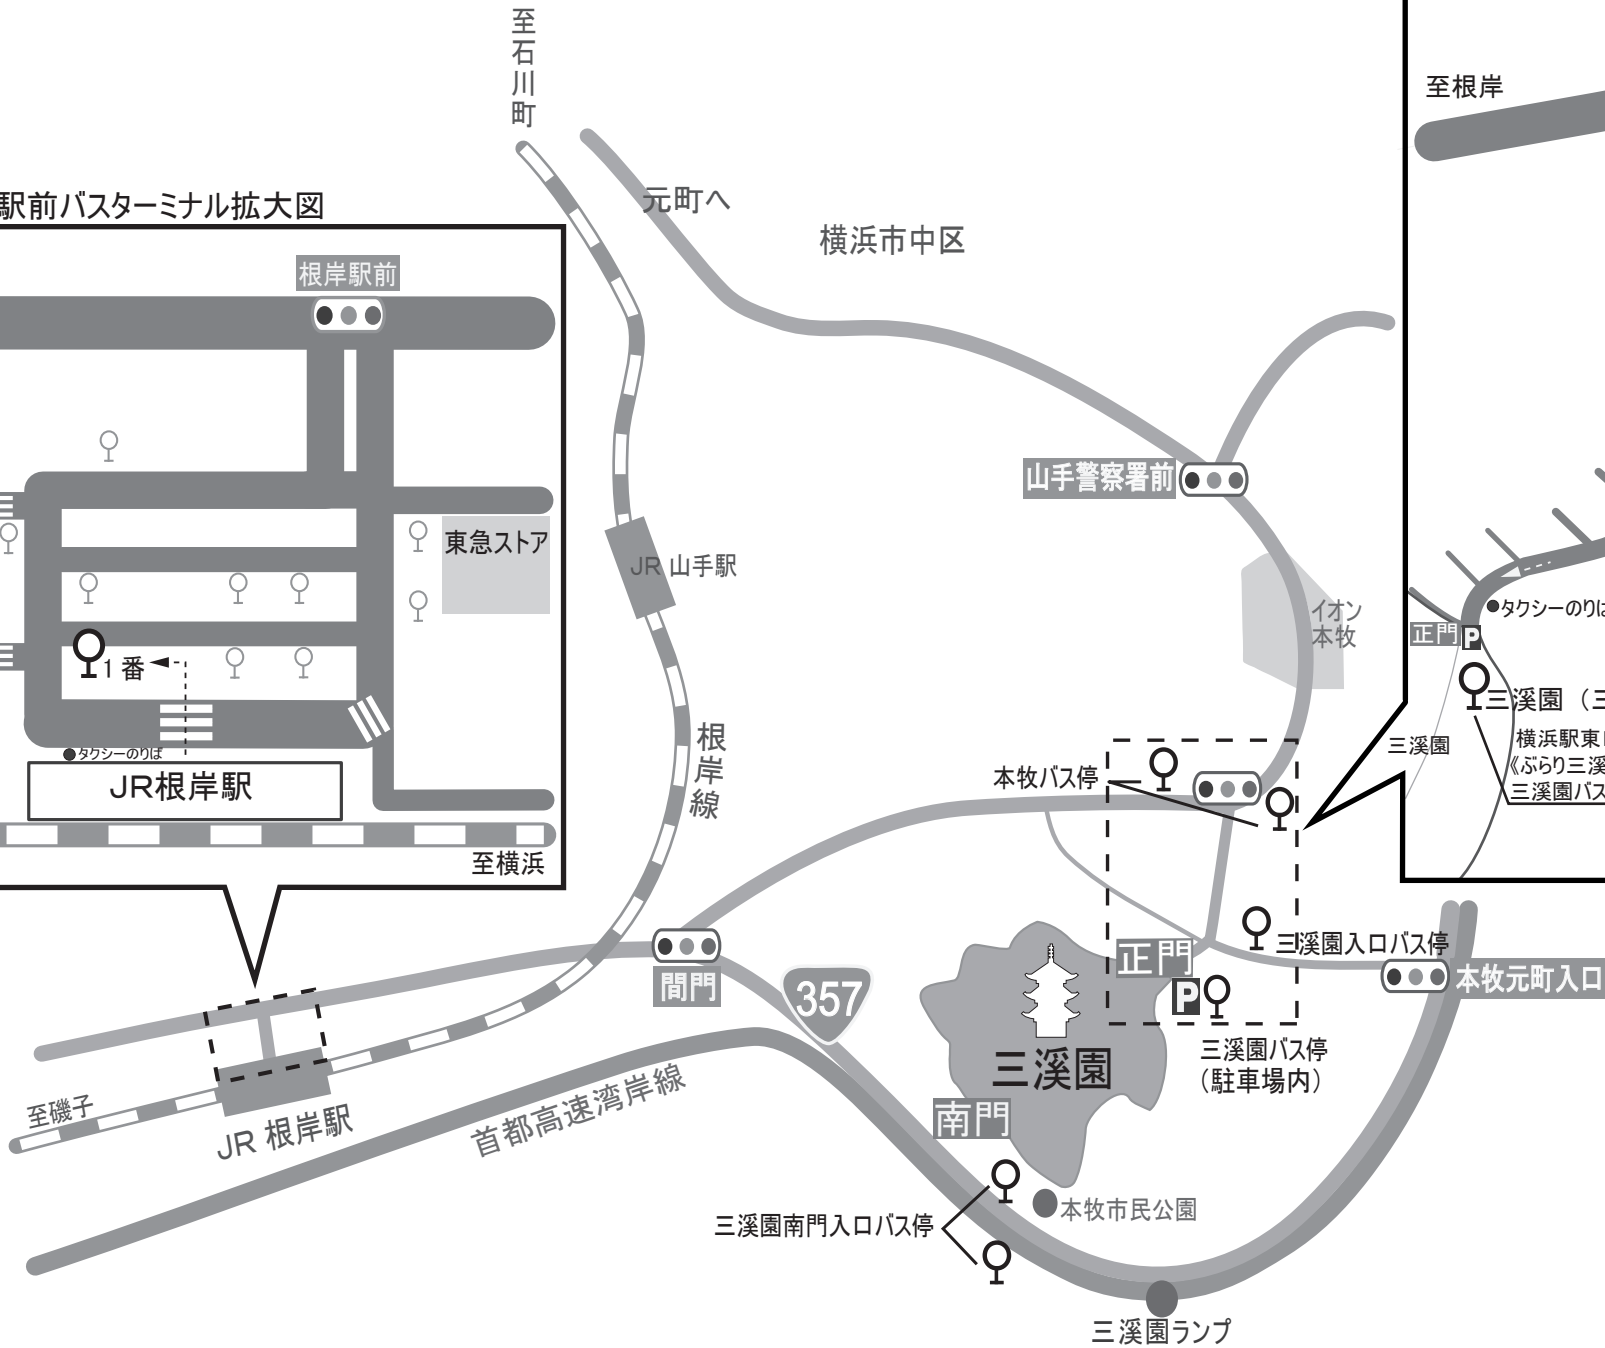 至石川町
至根岸
元町へ
駅前バスターミナル拡大図
横浜市中区
根岸駅前
山手警察署前
東急ストア
JR 山手駅
イオン
本牧
●タクシーのりば
正門
P
1 番
三溪園（三
根岸線
横浜駅東
三溪園
《ぶらり三溪
三溪園バス
●タクシーのりば
JR根岸駅
本牧バス停
至横浜
三溪園入口バス停
正門
間門
357
P
本牧元町入口
三溪園バス停
（駐車場内）
三溪園
至磯子
JR 根岸駅
首都高速湾岸線
南門
本牧市民公園
三溪園南門入口バス停
三溪園ランプ